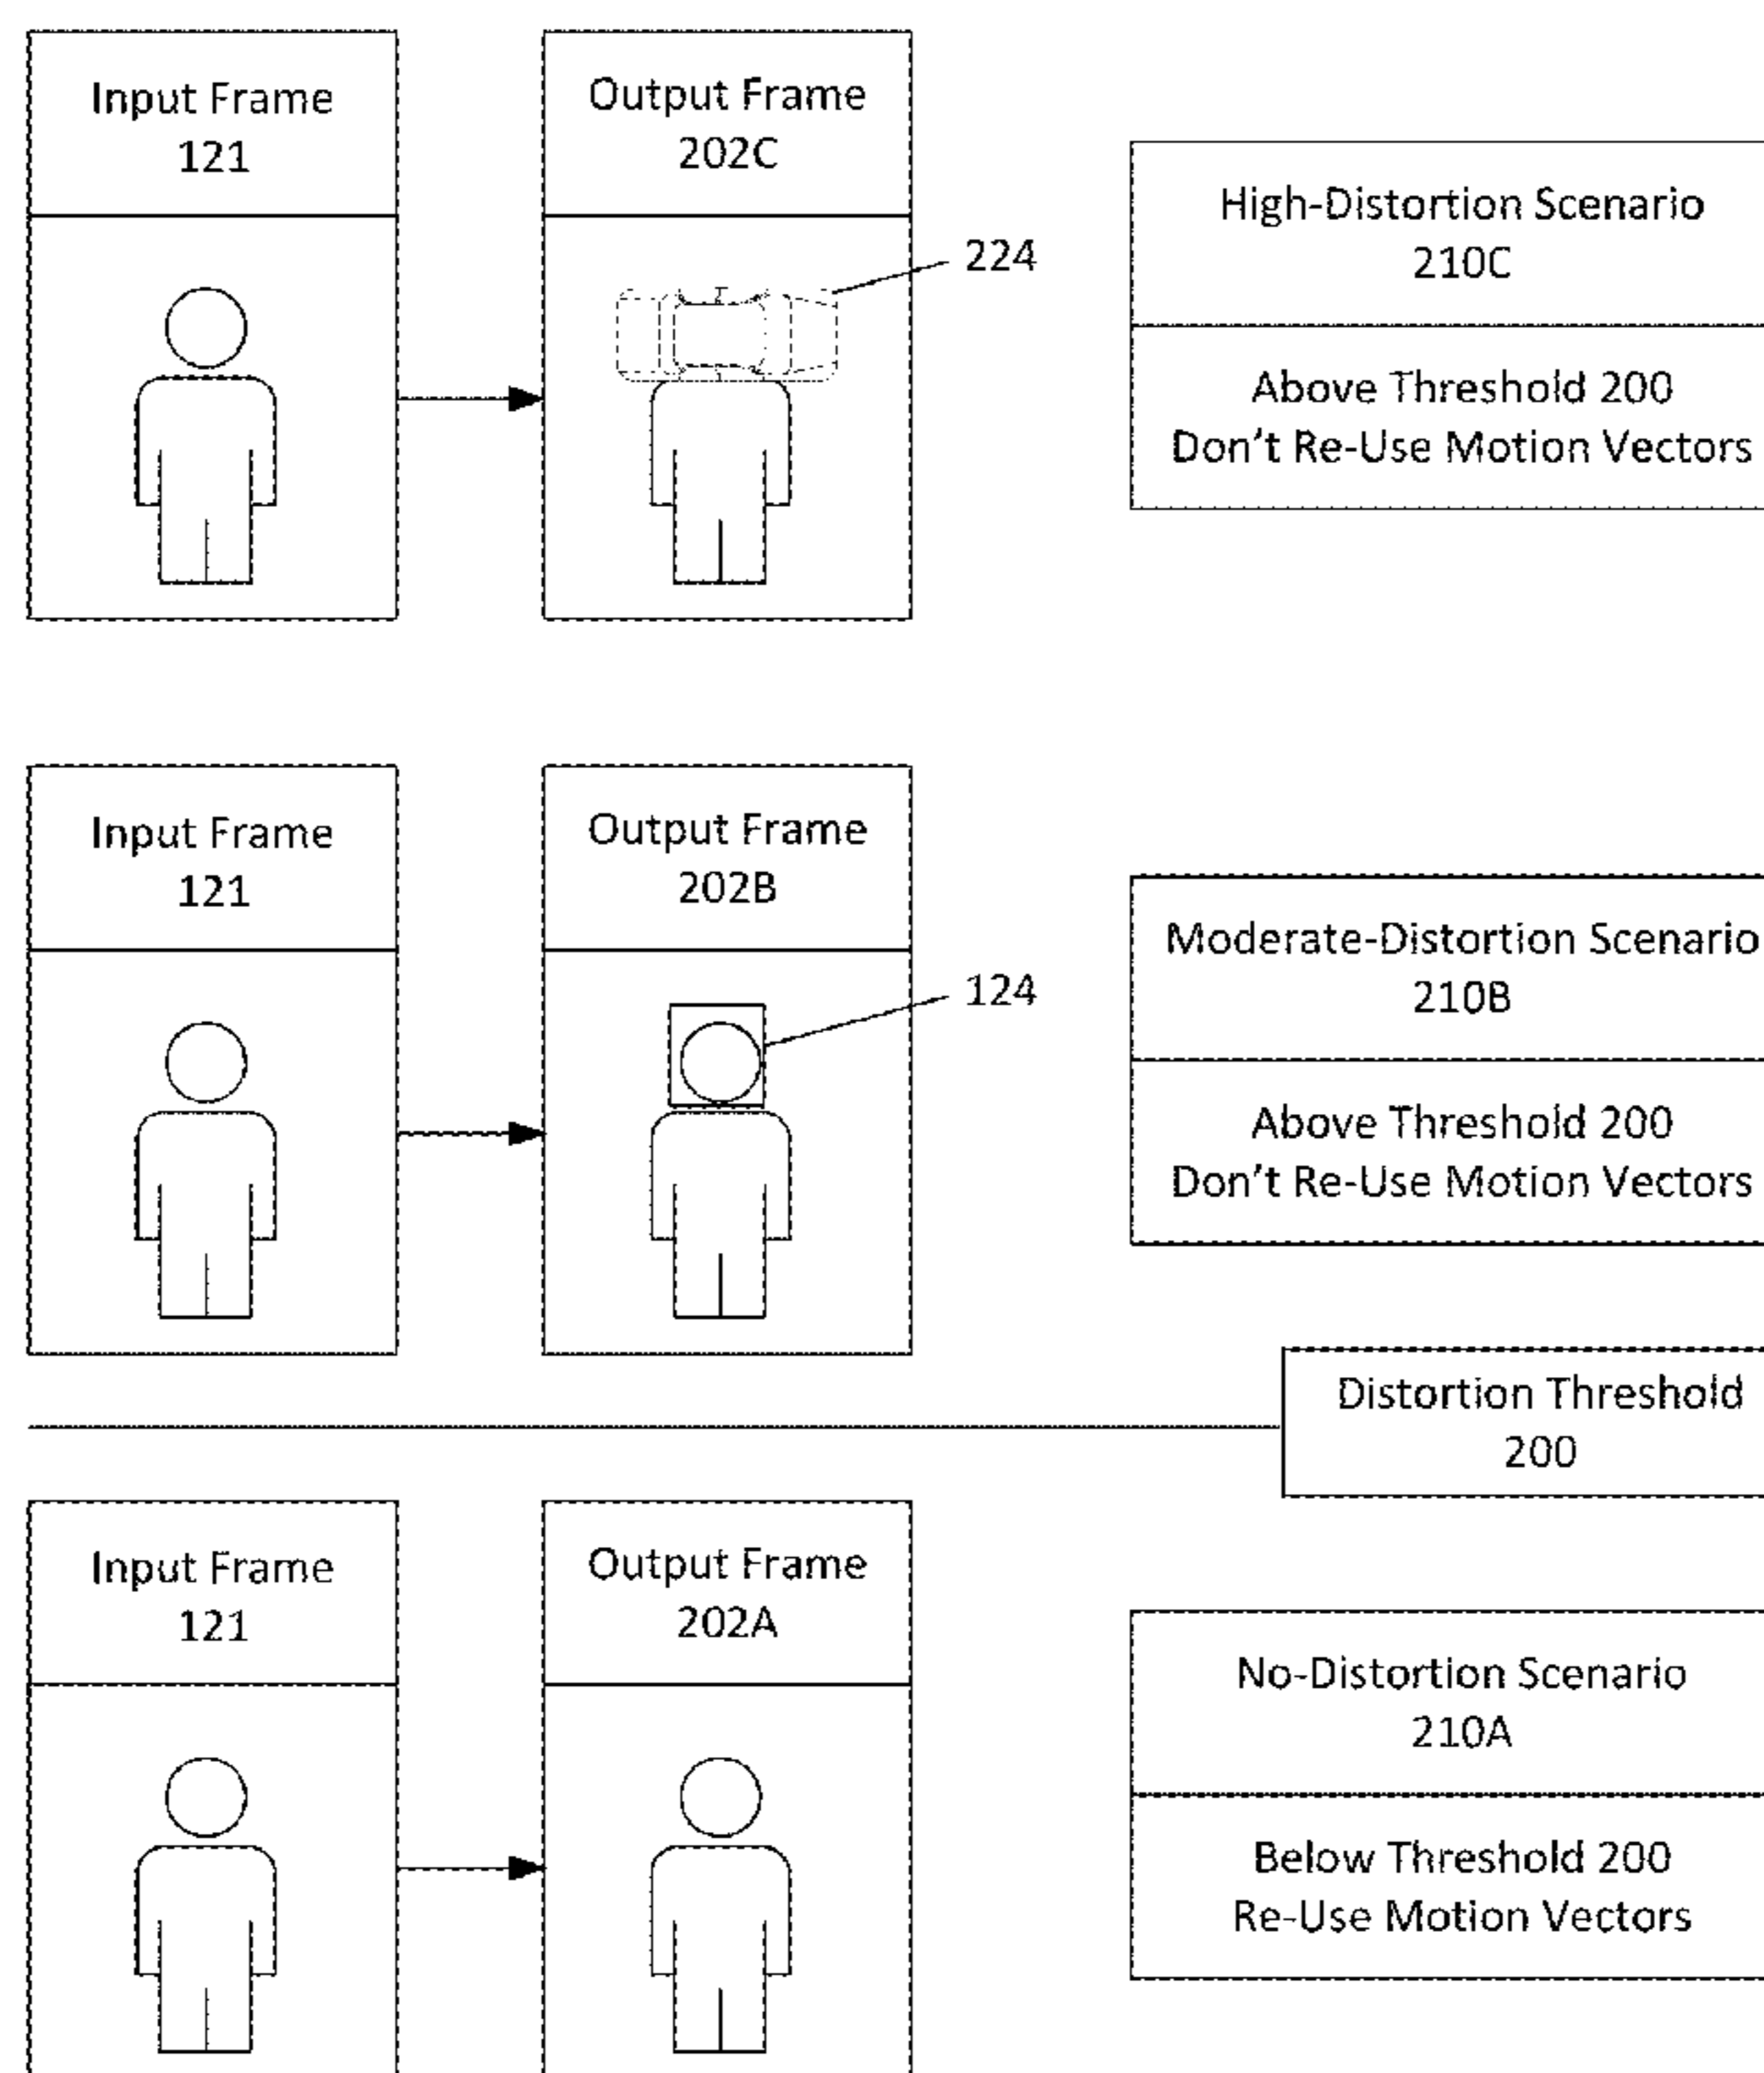 Input Frame
121
Output Frame
202C
224
High-Distortion Scenario
210C
Above Threshold 200
Don't Re-Use Motion Vectors
Input Frame
121
Output Frame
202B
124
Moderate-Distortion Scenario
210B
Above Threshold 200
Don't Re-Use Motion Vectors
Distortion Threshold
200
Input Frame
121
Output Frame
202A
No-Distortion Scenario
210A
Below Threshold 200
Re-Use Motion Vectors